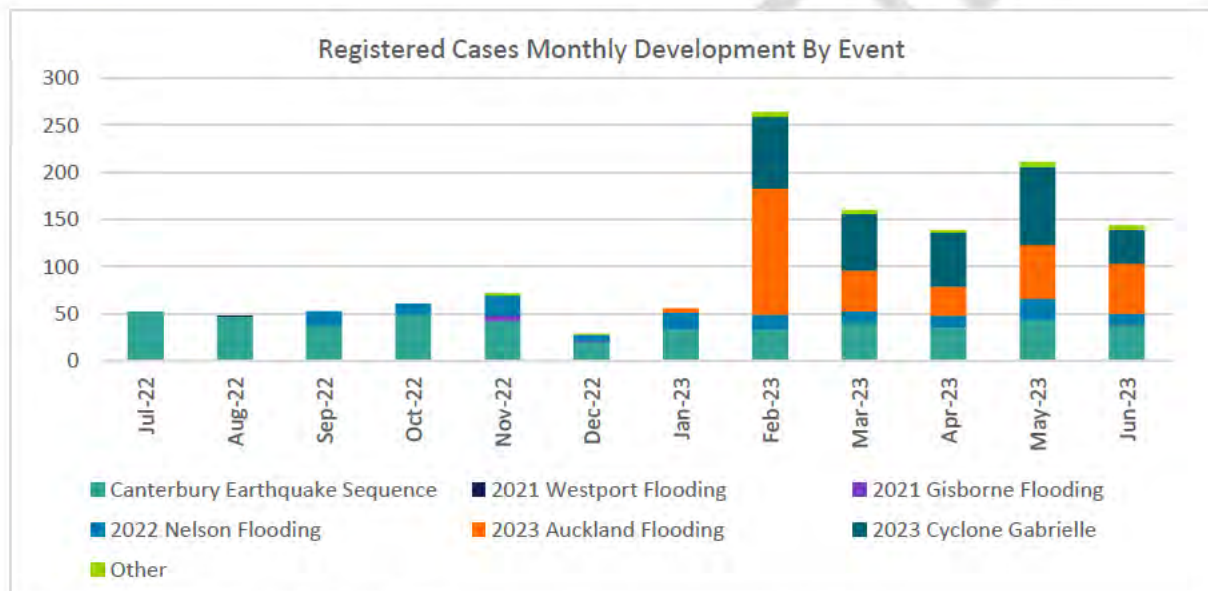 Registered Cases Monthly Development By Event
300
250
200
150
100
50
0
Jul-22
Aug-22
Sep-22
Oct-22
Nov-22
Dec-22
Jan-23
Feb-23
Mar-23
Apr-23
May-23
Jun-23
Canterbury Earthquake Sequence 2021 Westport Flooding 2021 Gisborne Flooding
2022 Nelson Flooding 2023 Auckland Flooding 2023 Cyclone Gabrielle
Other